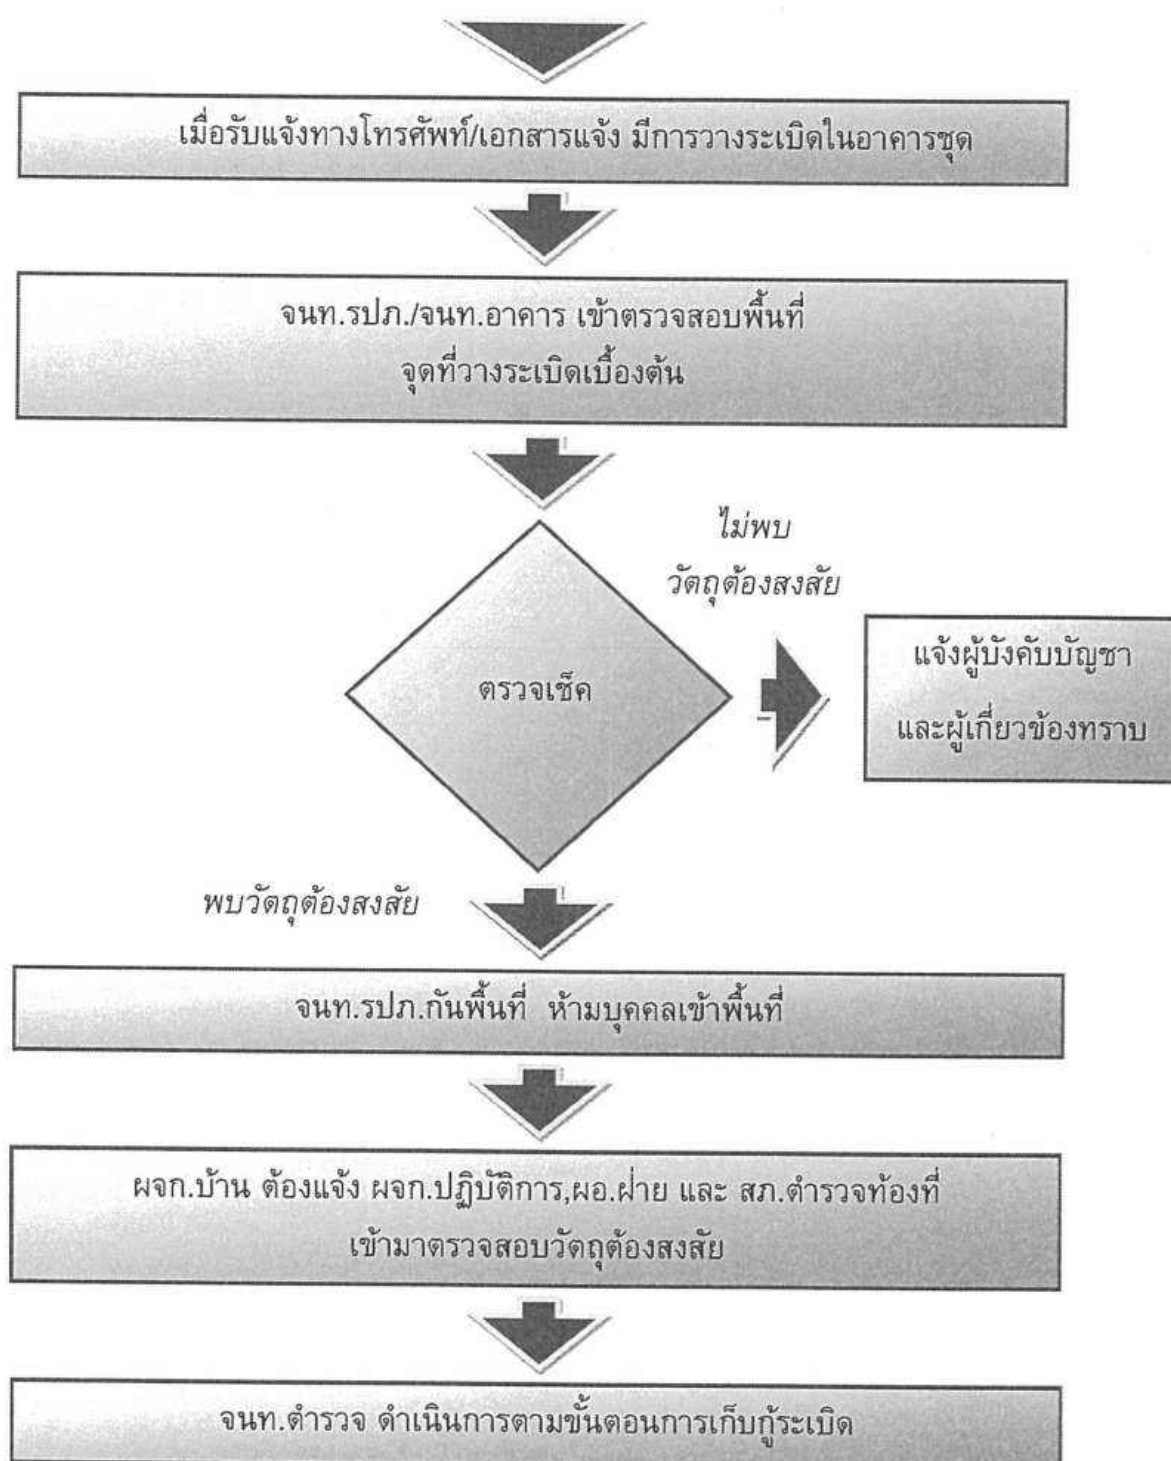 เมื่อรับแจ้งทางโทรศัพท์/เอกสารแจ้ง มีการวางระเบิดในอาคารชุด
จนท.รปภ./จนท.อาคาร เข้าตรวจสอบพื้นที่
จุดที่วางระเบิดเบื้องต้น
ไม่พบ
วัตถุต้องสงสัย
ตรวจเช็ค
แจ้งผู้บังคับบัญชา
และผู้เกี่ยวข้องทราบ
พบวัตถุต้องสงสัย
จนท.รปภ.กันพื้นที่ ห้ามบุคคลเข้าพื้นที่
ผจก.บ้าน ต้องแจ้ง ผจก.ปฏิบัติการ,ผอ.ฝ่าย และ สภ.ตำรวจท้องที่
เข้ามาตรวจสอบวัตถุต้องสงสัย
จนท.ตำรวจ ดำเนินการตามขั้นตอนการเก็บกู้ระเบิด